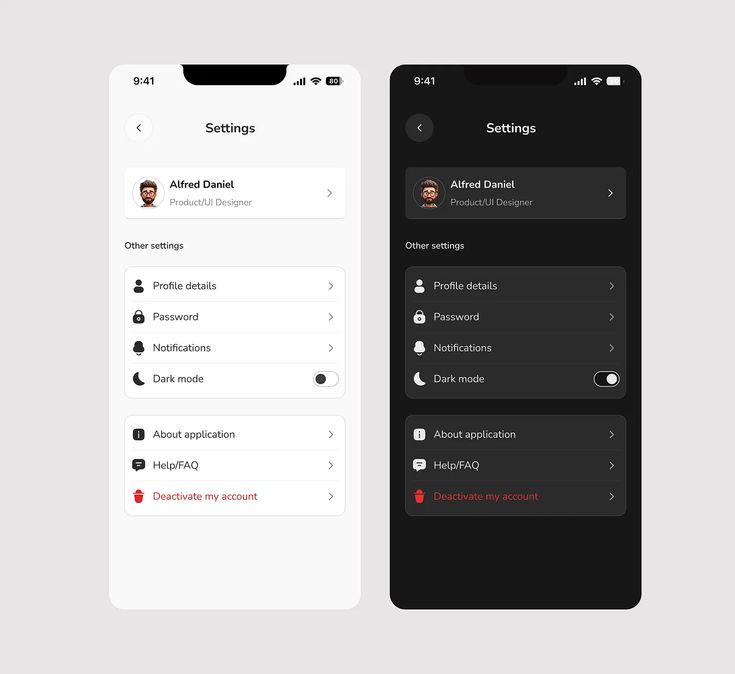 9:41
80
Settings
Alfred Daniel
Product/UI Designer
Other settings
Profile details
Password
Notifications
Dark mode
About application
Help/FAQ
Deactivate my account
9:41
Settings
Alfred Daniel
Product/UI Designer
Other settings
Profile details
Password
Notifications
Dark mode
About application
Help/FAQ
Deactivate my account